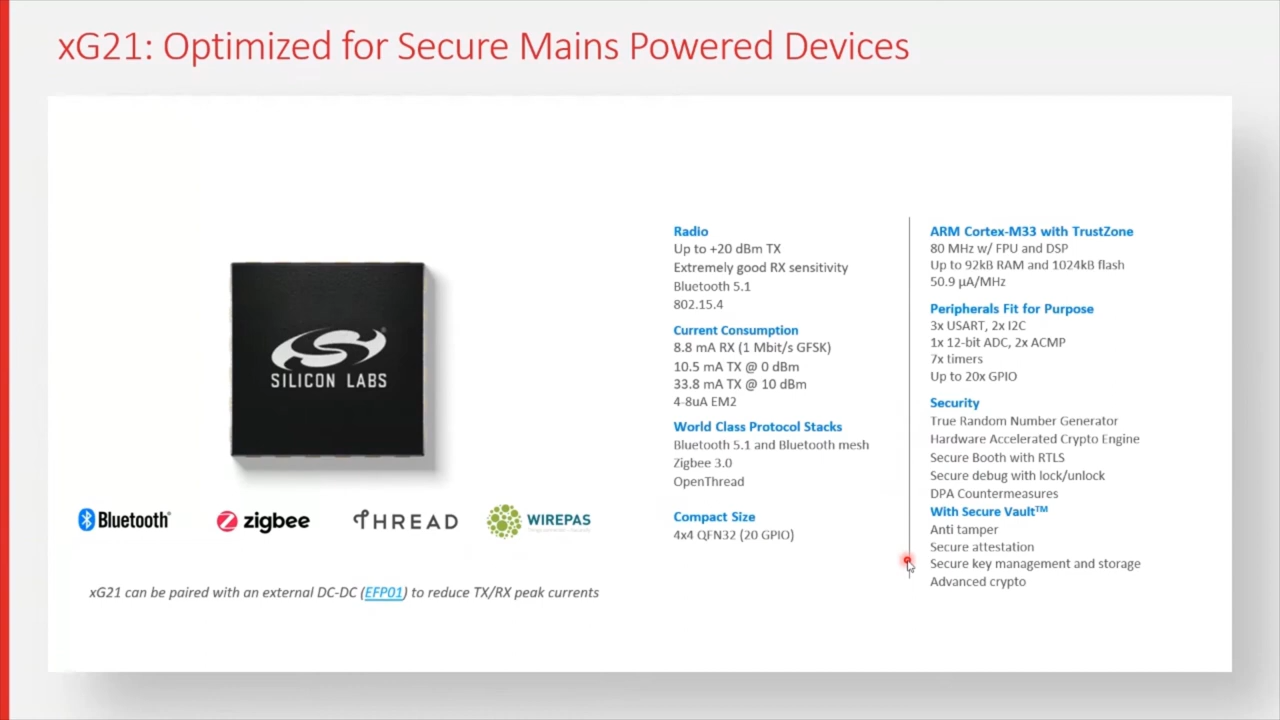 xG21: Optimized for Secure Mains Powered Devices
SILICON LABS
Bluetooth®
zigbee
THREAD
WIREPAS
xG21 can be paired with an external DC-DC (EFP01) to reduce TX/RX peak currents
Radio
Up to +20 dBm TX
Extremely good RX sensitivity
Bluetooth 5.1
802.15.4
Current Consumption
8.8 mA RX (1 Mbit/s GFSK)
10.5 mA TX @ 0 dBm
33.8 mA TX @ 10 dBm
4-8uA EM2
World Class Protocol Stacks
Bluetooth 5.1 and Bluetooth mesh
Zigbee 3.0
OpenThread
Compact Size
4x4 QFN32 (20 GPIO)
ARM Cortex-M33 with TrustZone
80 MHz w/ FPU and DSP
Up to 92kB RAM and 1024kB flash
50.9 µA/MHz
Peripherals Fit for Purpose
3x USART, 2x I2C
1x 12-bit ADC, 2x ACMP
7x timers
Up to 20x GPIO
Security
True Random Number Generator
Hardware Accelerated Crypto Engine
Secure Booth with RTLS
Secure debug with lock/unlock
DPA Countermeasures
With Secure Vault™
Anti tamper
Secure attestation
Secure key management and storage
Advanced crypto